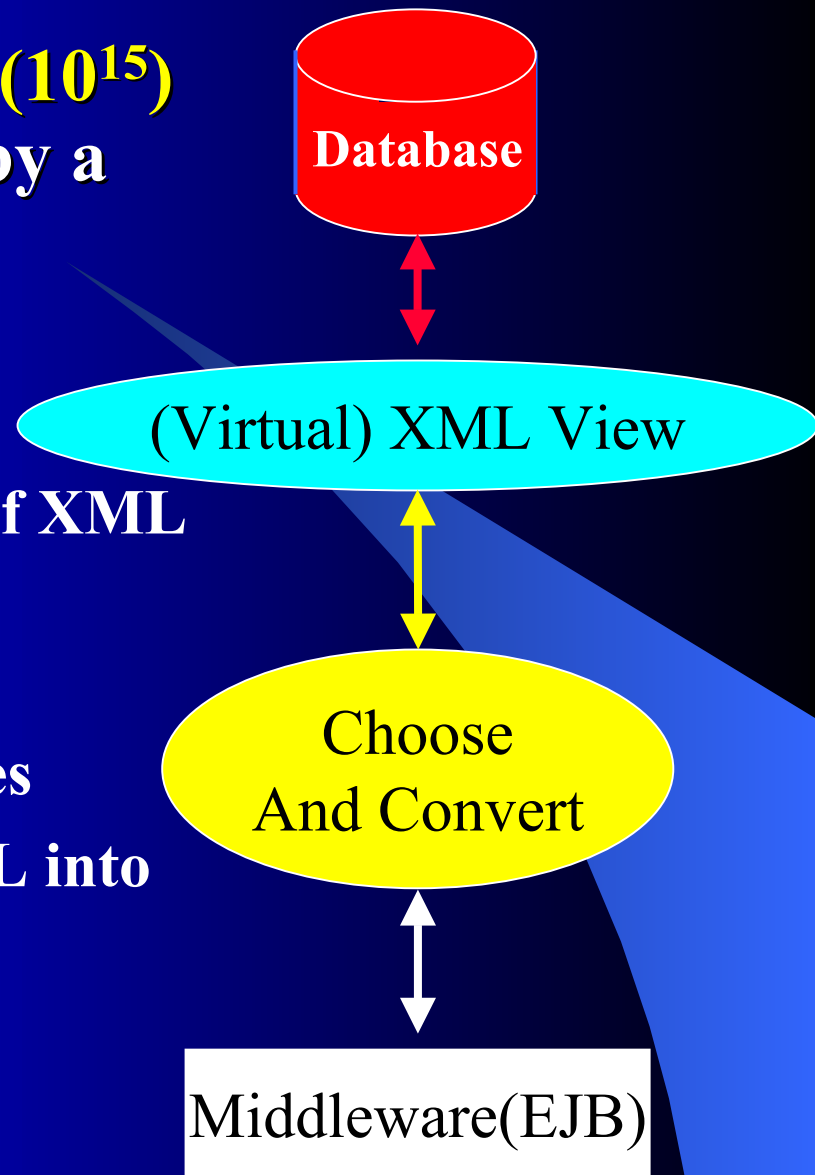 (10¹⁵)
by a
Database
(Virtual) XML View
f XML
Choose
And Convert
es
L into
Middleware(EJB)